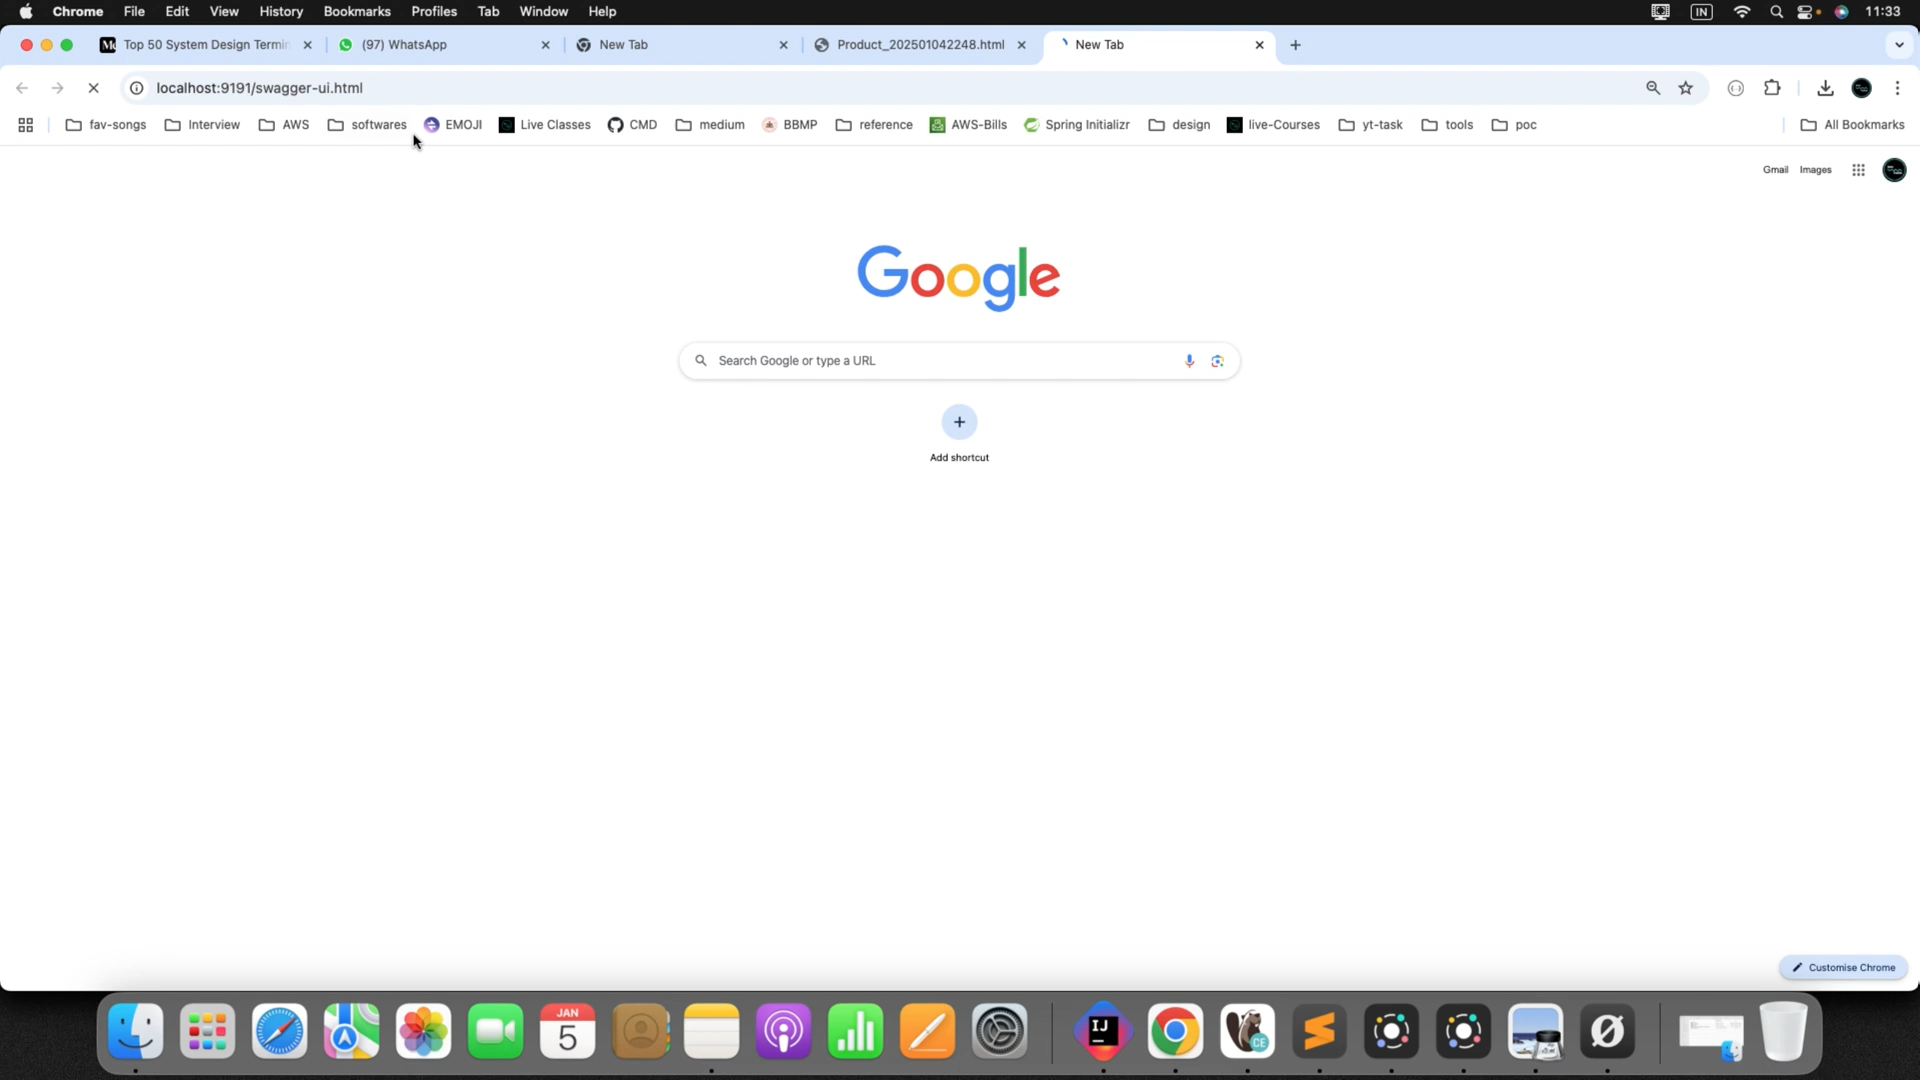 Chrome File Edit View History Bookmarks Profiles Tab Window Help IN 11:33
Top 50 System Design Termin (97) WhatsApp New Tab Product_202501042248.html New Tab
localhost:9191/swagger-ui.html
fav-songs Interview AWS softwares EMOJI Live Classes CMD medium BBMP reference AWS-Bills Spring Initializr design live-Courses yt-task tools poc All Bookmarks
Gmail Images
Google
Search Google or type a URL
Add shortcut
Customise Chrome
JAN
5
IJ
CE